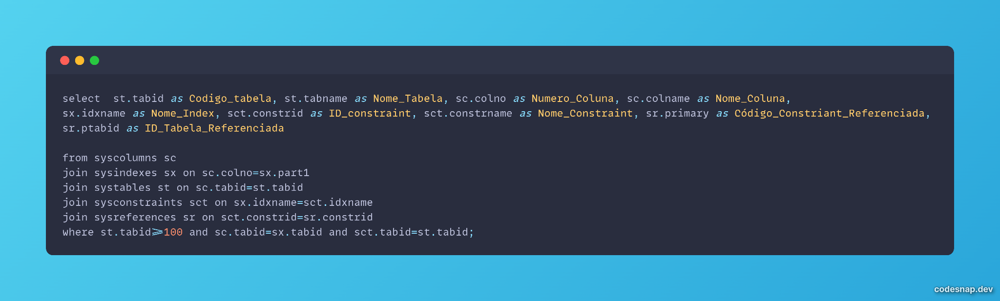 select  st.tabid as Codigo_tabela, st.tabname as Nome_Tabela, sc.colno as Numero_Coluna, sc.colname as Nome_Coluna,
sx.idxname as Nome_Index, sct.constrid as ID_constraint, sct.constrname as Nome_Constraint, sr.primary as Código_Constriant_Referenciada,
sr.ptabid as ID_Tabela_Referenciada
from syscolumns sc
join sysindexes sx on sc.colno=sx.part1
join systables st on sc.tabid=st.tabid
join sysconstraints sct on sx.idxname=sct.idxname
join sysreferences sr on sct.constrid=sr.constrid
where st.tabid>=100 and sc.tabid=sx.tabid and sct.tabid=st.tabid;
codesnap.dev